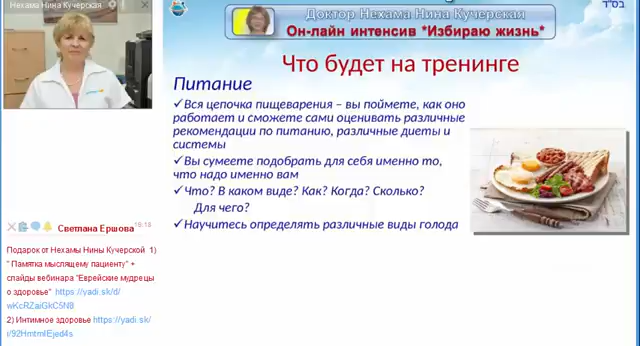 Нехама Нина Кучерская
בס"ד
Доктор Нехама Нина Кучерская
Он-лайн интенсив *Избираю жизнь*
Что будет на тренинге
Питание
✓Вся цепочка пищеварения – вы поймете, как оно
работает и сможете сами оценивать различные
рекомендации по питанию, различные диеты и
системы
✓Вы сумеете подобрать для себя именно то,
что надо именно вам
✓Что? В каком виде? Как? Когда? Сколько?
Для чего?
✓Научитесь определять различные виды голода
Светлана Ершова
Подарок от Нехамы Нины Кучерской 1)
" Памятка мыслящему пациенту" +
слайды вебинара "Еврейские мудрецы
о здоровье" https://yadi.sk/d/
wKcRZaiGkC5N9
2) Интимное здоровье https://yadi.sk/
i/92HmtmIEjed4s